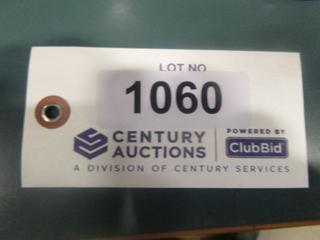 LOT NO
1060
CENTURY
AUCTIONS
POWERED BY
ClubBid
A DIVISION OF CENTURY SERVICES